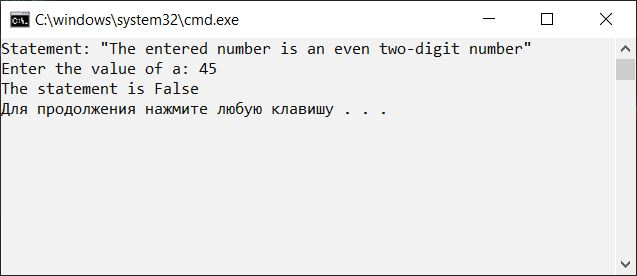 C:\windows\system32\cmd.exe
Statement: "The entered number is an even two-digit number"
Enter the value of a: 45
The statement is False
Для продолжения нажмите любую клавишу . . .